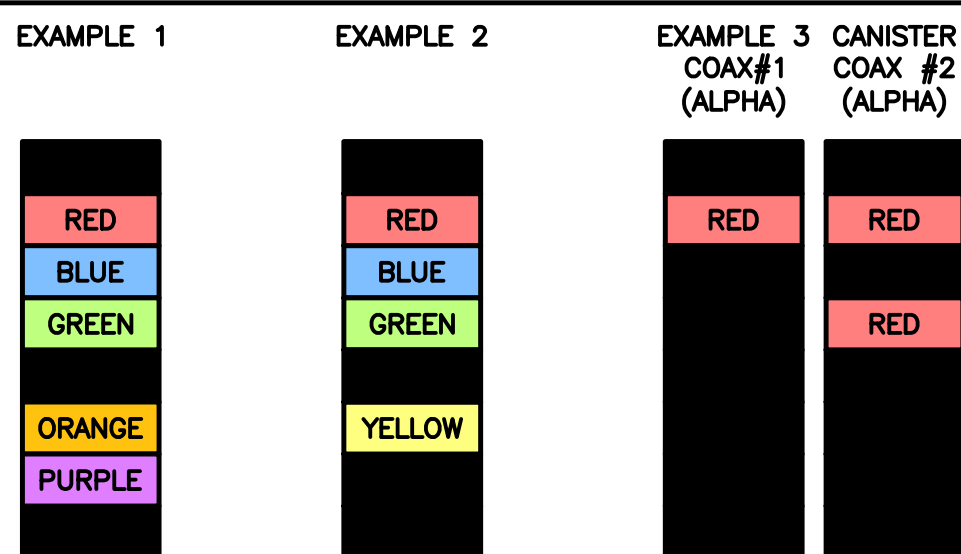 EXAMPLE 1
EXAMPLE 2
EXAMPLE 3 CANISTER
COAX#1 COAX #2
(ALPHA) (ALPHA)
RED RED RED RED
BLUE BLUE
GREEN GREEN RED
ORANGE YELLOW
PURPLE